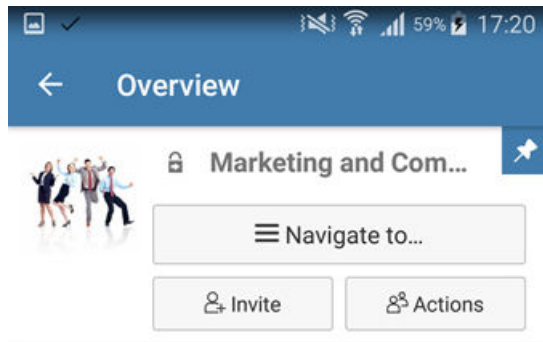 59% 17:20
Overview
Marketing and Com...
Navigate to...
Invite Actions